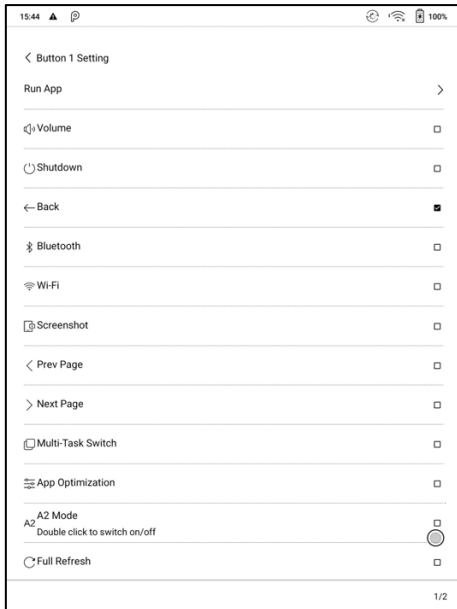 15:44 100%
Button 1 Setting
Run App
Volume
Shutdown
Back
Bluetooth
Wi-Fi
Screenshot
Prev Page
Next Page
Multi-Task Switch
App Optimization
A2 A2 Mode
Double click to switch on/off
Full Refresh
1/2